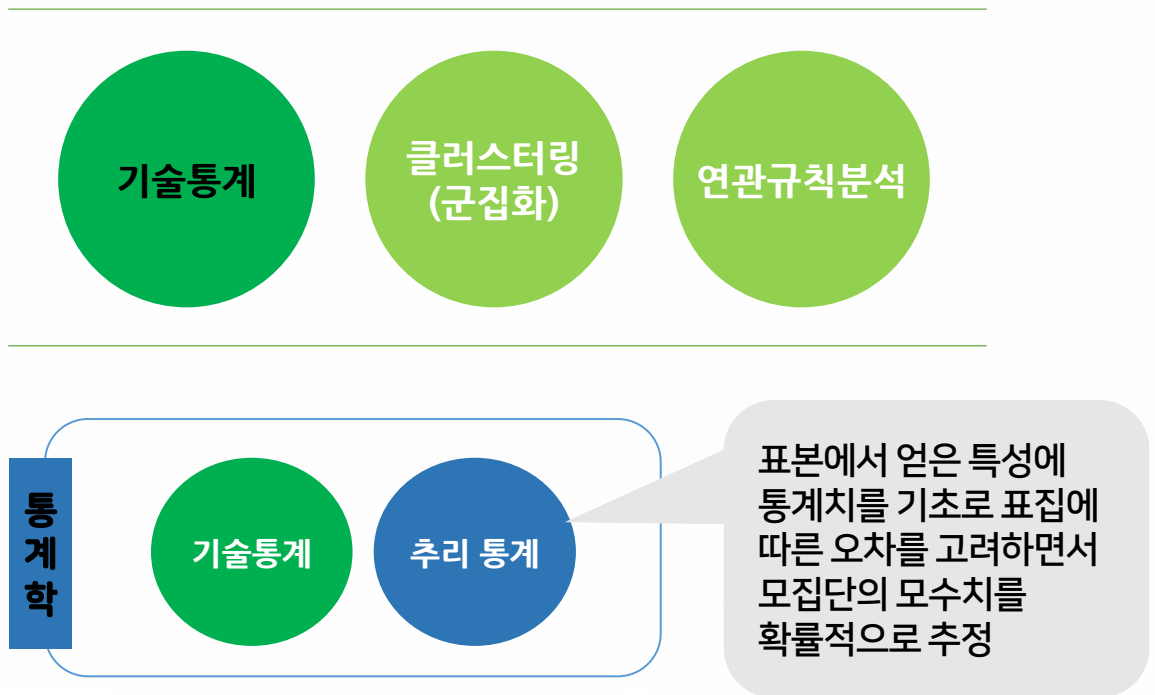 기술통계
클러스터링
(군집화)
연관규칙분석
통
계
학
기술통계
추리 통계
표본에서 얻은 특성에
통계치를 기초로 표집에
따른 오차를 고려하면서
모집단의 모수치를
확률적으로 추정